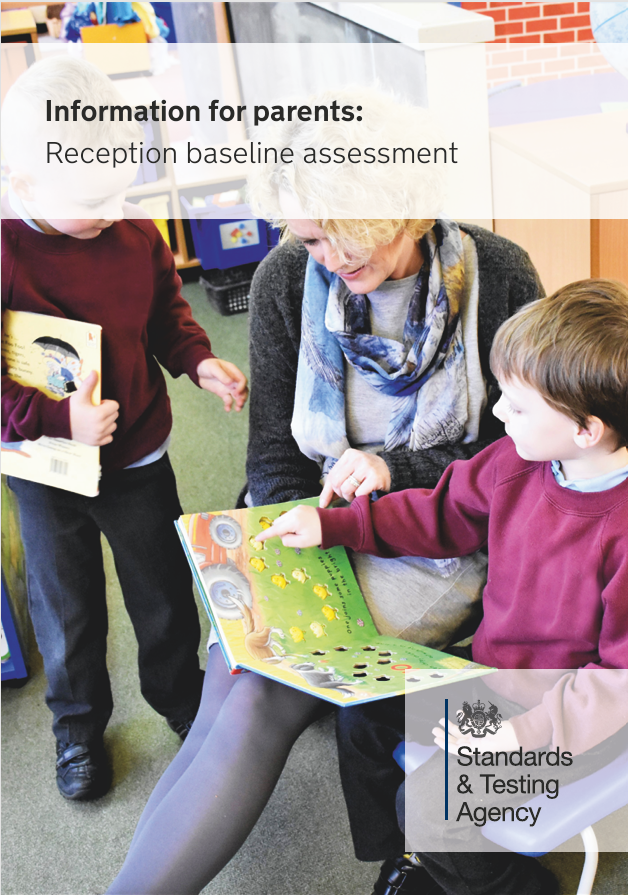 Information for parents:
Reception baseline assessment
Standards
& Testing
Agency